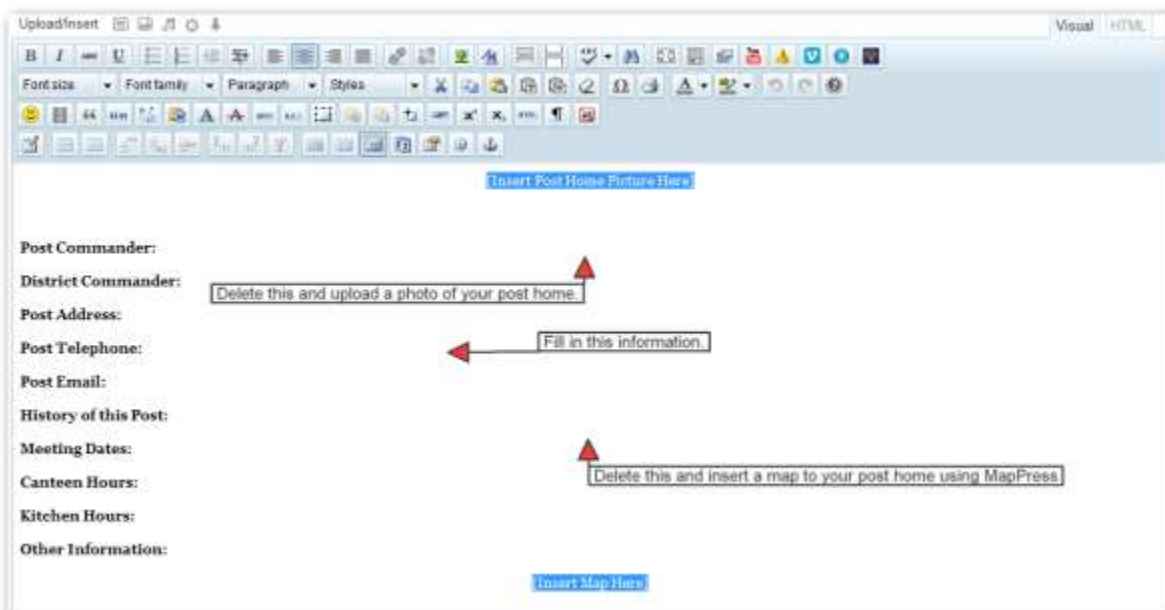 Upload/Insert
Visual HTML
Font size Font family Paragraph Styles
[Insert Post Home Picture Here]
Post Commander:
District Commander:
Delete this and upload a photo of your post home.
Post Address:
Fill in this information.
Post Telephone:
Post Email:
History of this Post:
Meeting Dates:
Delete this and insert a map to your post home using MapPress
Canteen Hours:
Kitchen Hours:
Other Information:
[Insert Map Here]